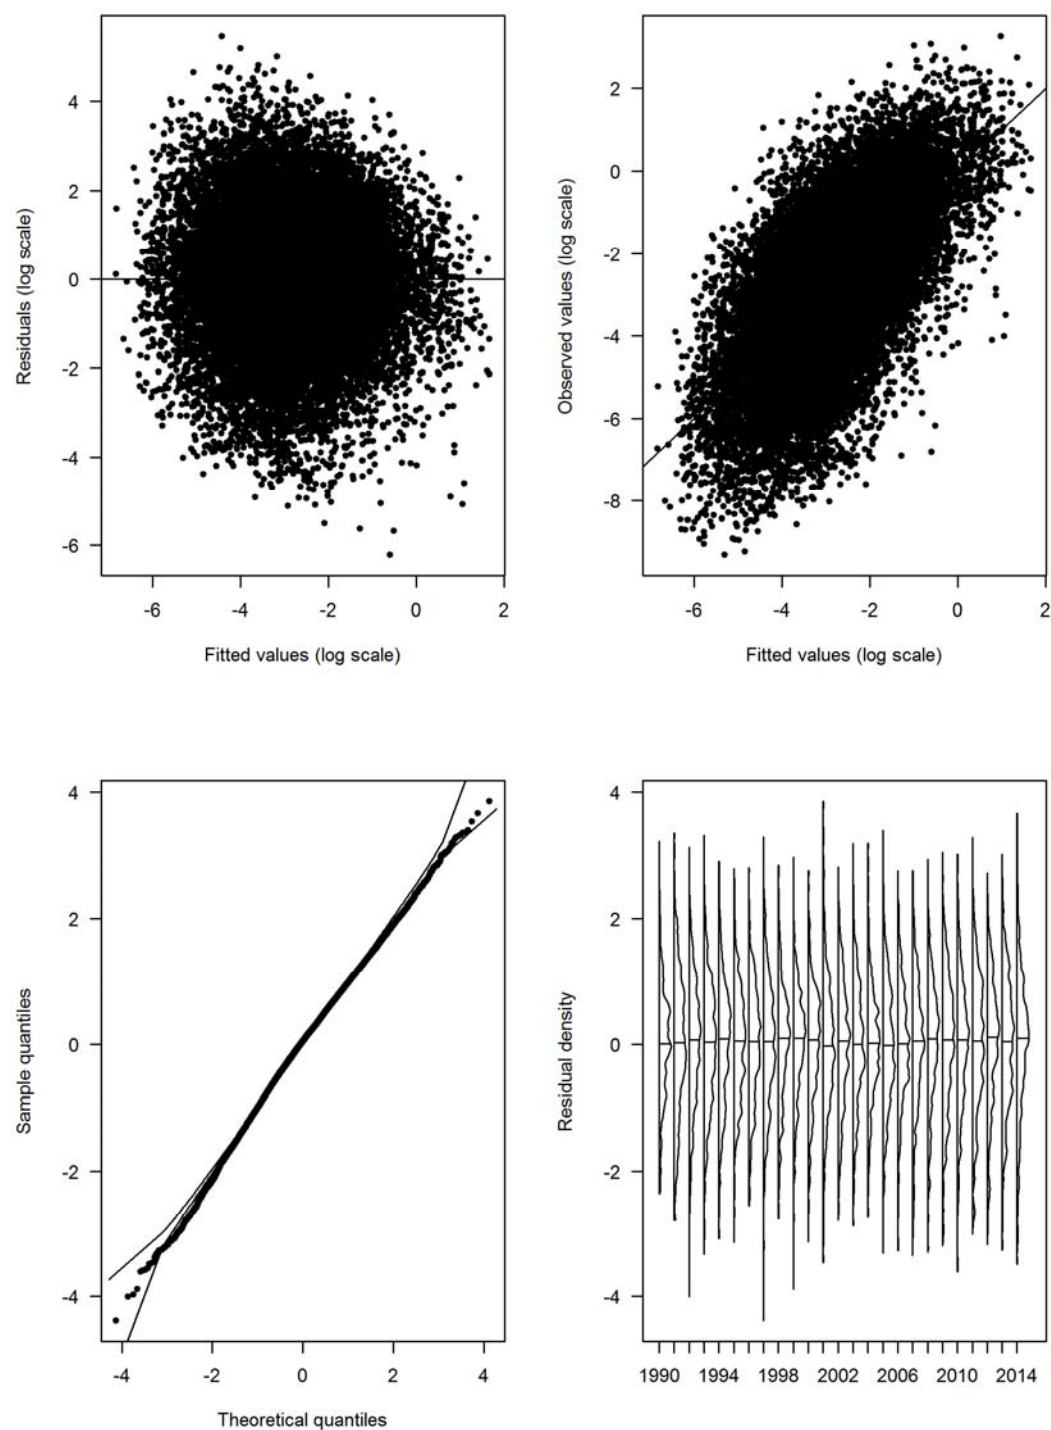 4
2
0
-2
-4
-6
Residuals (log scale)
-6 -4 -2 0 2
Fitted values (log scale)
2
0
-2
-4
-6
-8
Observed values (log scale)
-6 -4 -2 0 2
Fitted values (log scale)
4
2
0
-2
-4
Sample quantiles
-4 -2 0 2 4
Theoretical quantiles
4
2
0
-2
-4
Residual density
1990 1994 1998 2002 2006 2010 2014